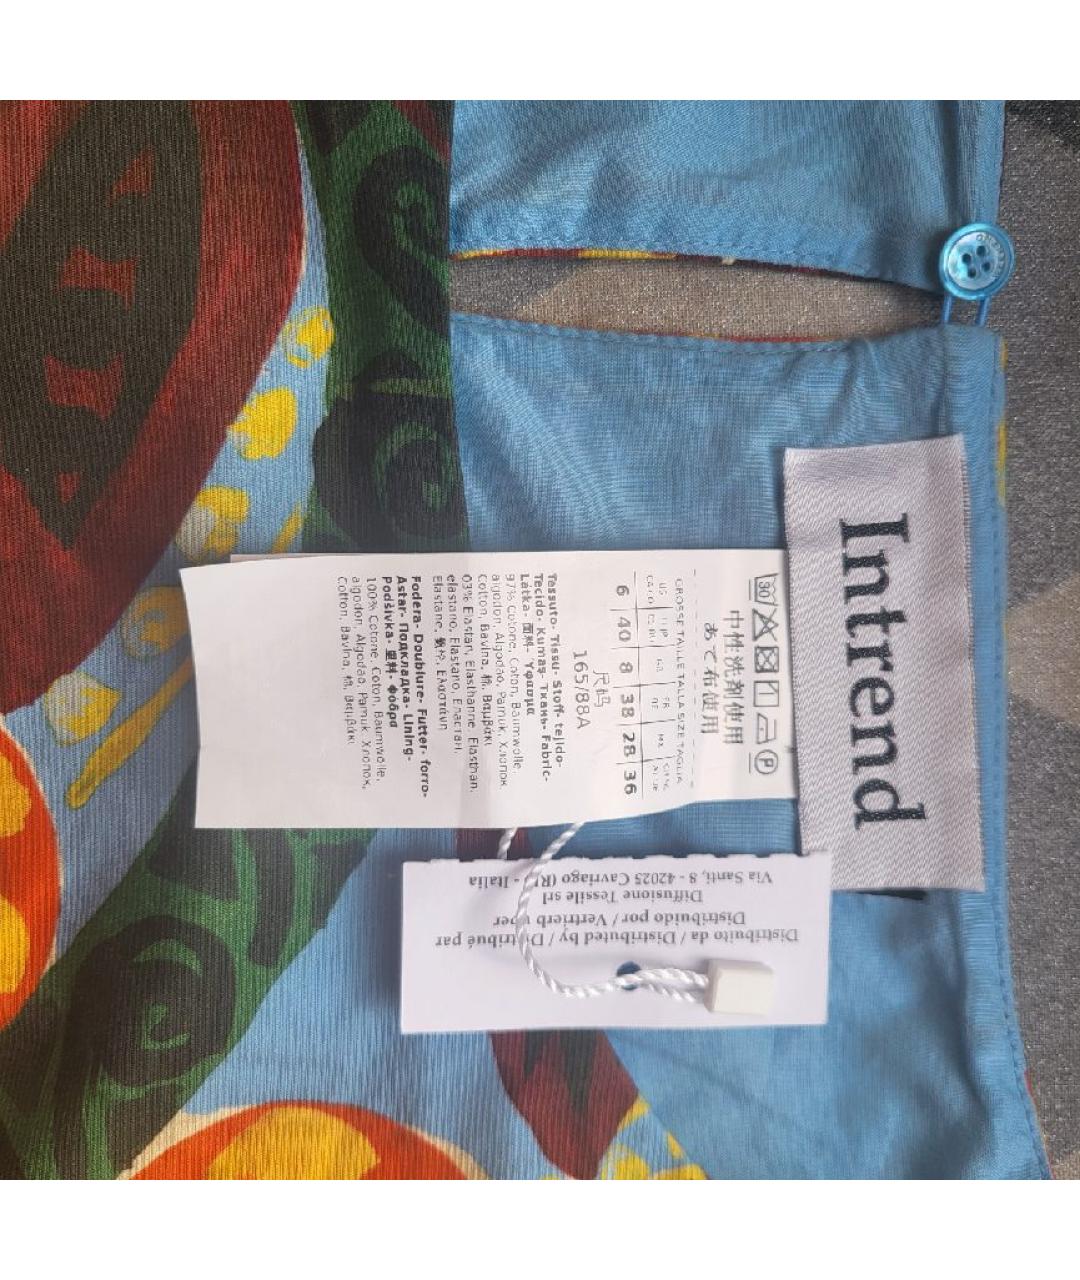 Intrend
30 P
中性洗剤使用
あて布使用
GROSSE TAILLE TALLA SIZE TAGLIA
6 40 8 38 28 36
尺码
165/88A
Tessuto- Tissu- Stoff- tejido-
Tecido- Kumaş- Ткань- Fabric-
Látka- 面料- Ύφασμα
97% Cotone, Coton, Baumwolle,
algodon, Algodão, Pamuk, Хлопок
Cotton, Bavlna, 棉, Βαμβάκι
03% Elastan, Elasthanne, Elasthan,
elastano, Elastano, Эластан,
Elastane, 氨纶, Ελαστάνη
Fodera- Doublure- Futter- forro-
Astar- Подкладка- Lining-
Podšívka- 里料- Φόδρα
100% Cotone, Coton, Baumwolle,
algodon, Algodão, Pamuk, Хлопок,
Cotton, Bavlna, 棉, Βαμβάκι
Distribuito da / Distributed by / Distribué par
Distribuido por / Vertrieb
Diffusione Tessile srl
Via Santi, 8 - 42025 Cavriago (RE) - Italia